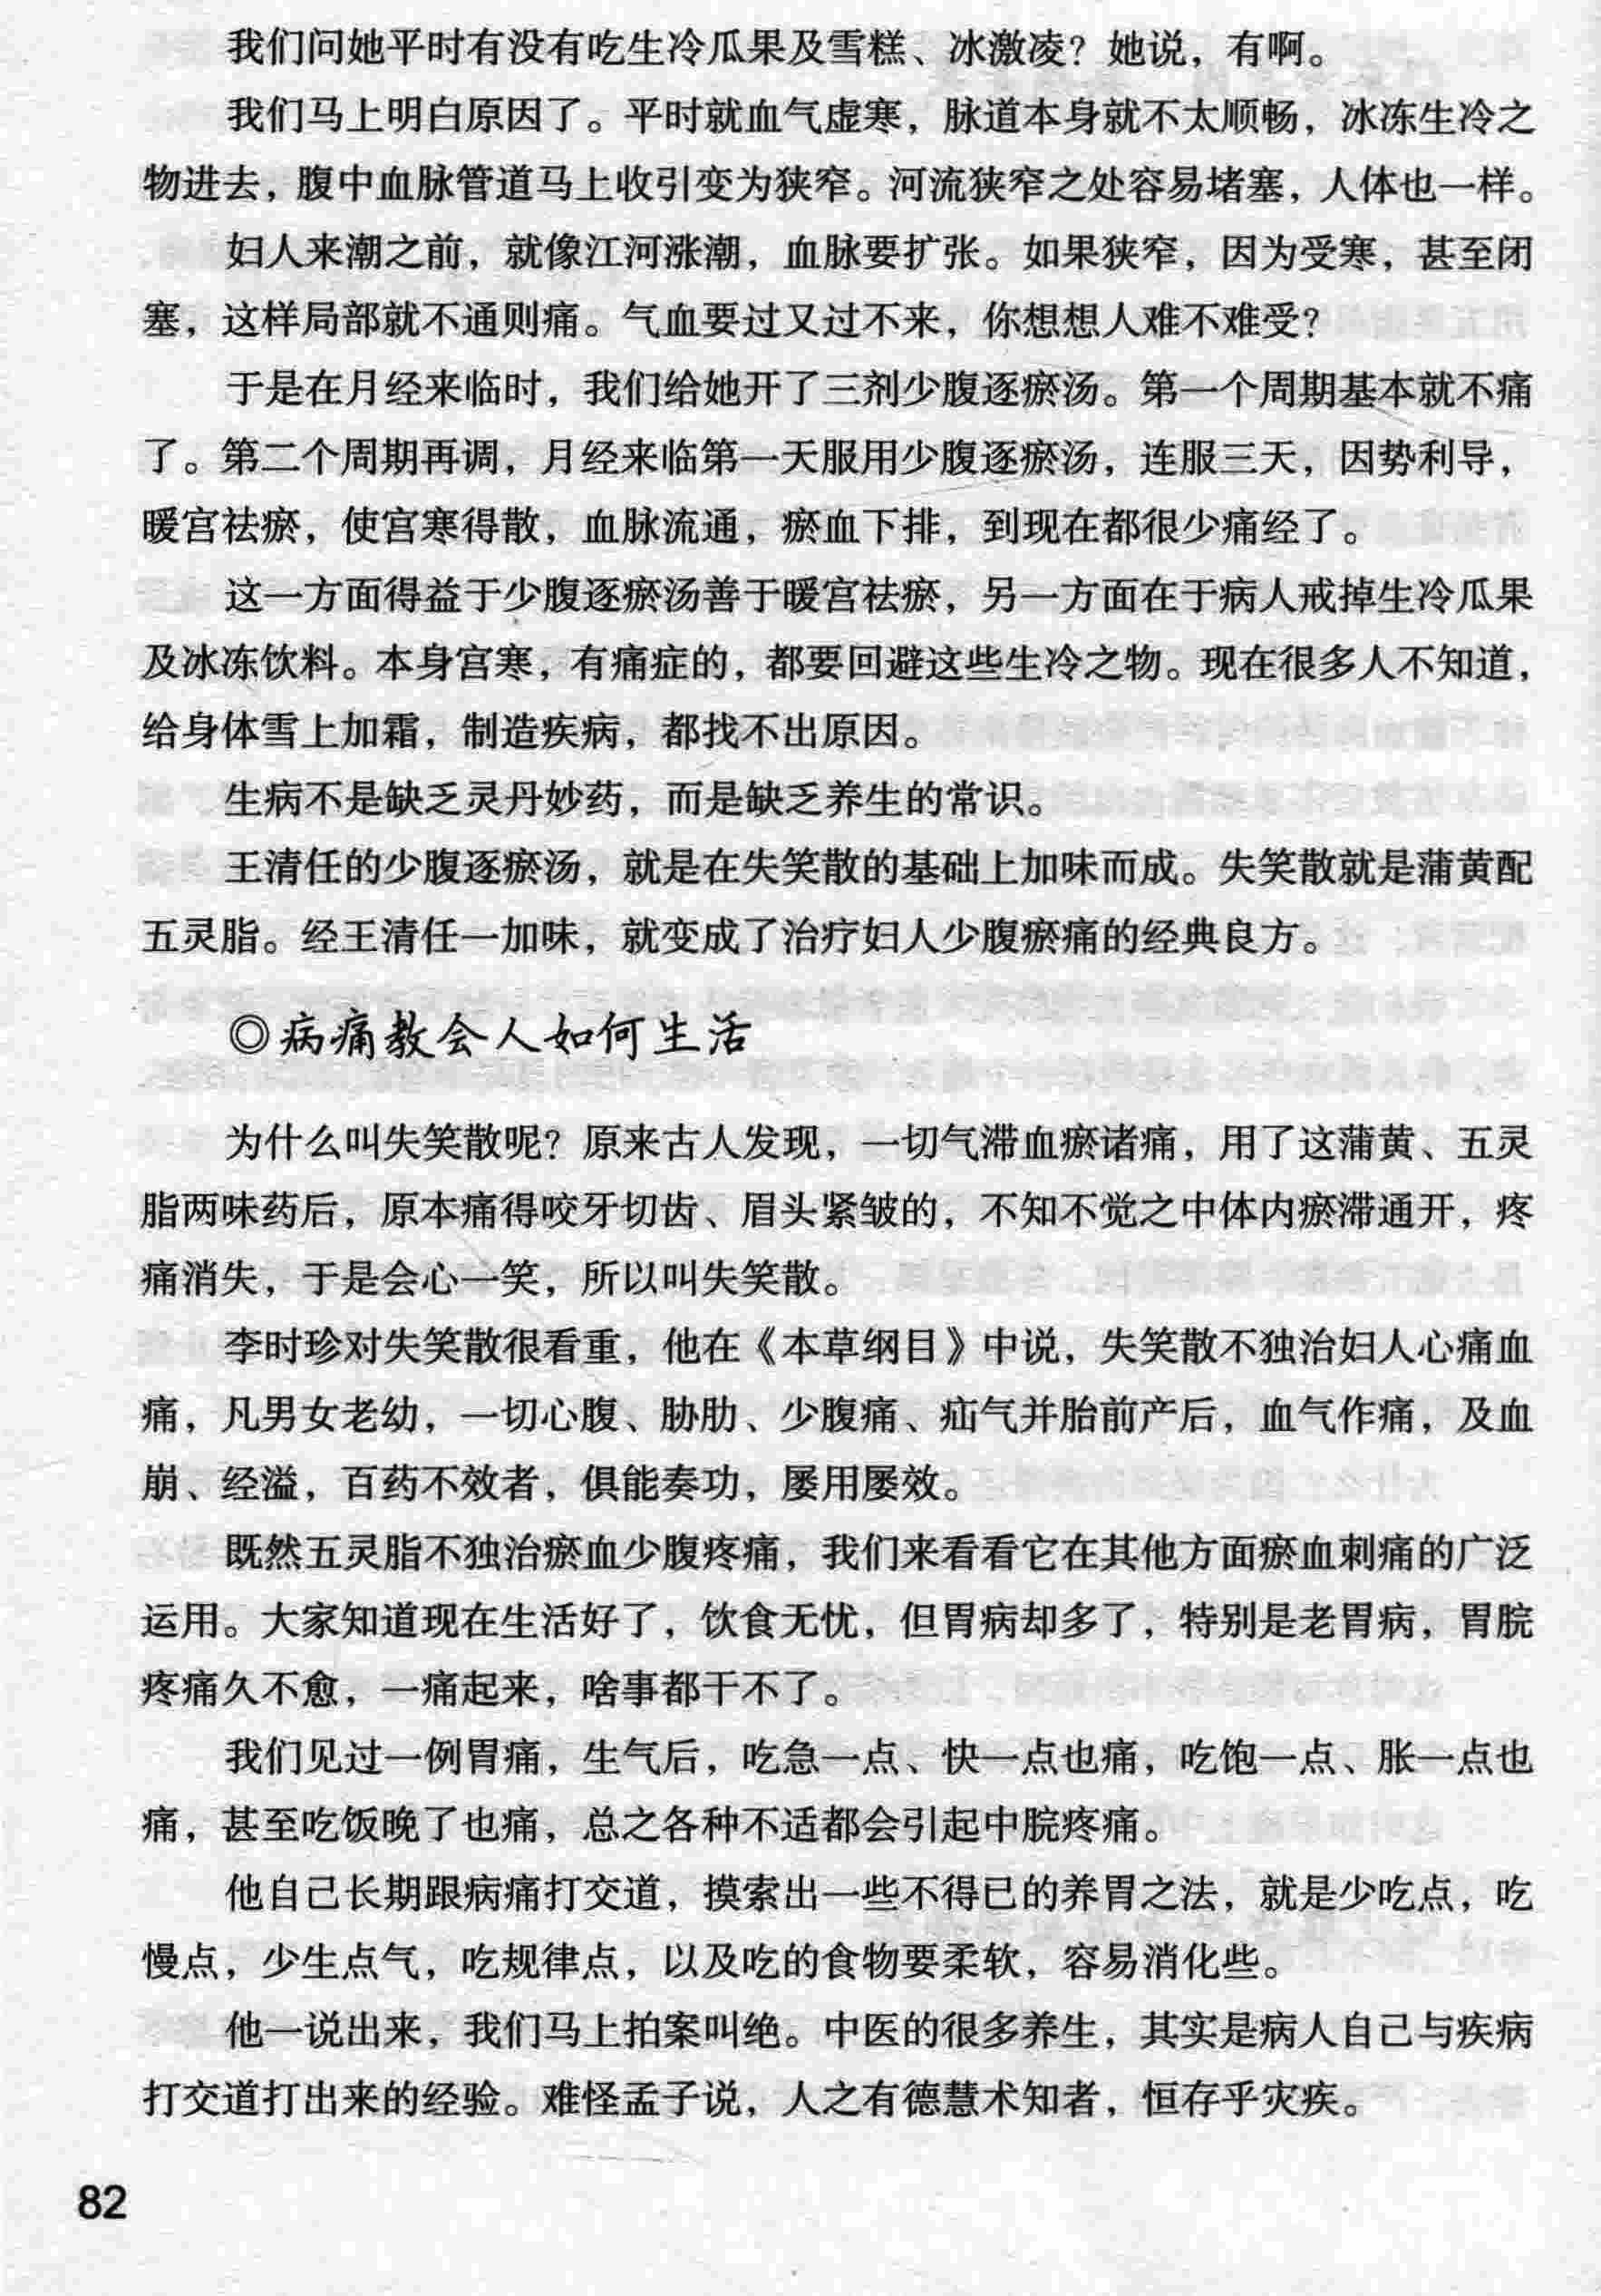 我们问她平时有没有吃生冷瓜果及雪糕、冰激凌？她说，有啊。
我们马上明白原因了。平时就血气虚寒，脉道本身就不太顺畅，冰冻生冷之
物进去，腹中血脉管道马上收引变为狭窄。河流狭窄之处容易堵塞，人体也一样。
妇人来潮之前，就像江河涨潮，血脉要扩张。如果狭窄，因为受寒，甚至闭
塞，这样局部就不通则痛。气血要过又过不来，你想想人难不难受？
于是在月经来临时，我们给她开了三剂少腹逐瘀汤。第一个周期基本就不痛
了。第二个周期再调，月经来临第一天服用少腹逐瘀汤，连服三天，因势利导，
暖宫祛瘀，使宫寒得散，血脉流通，瘀血下排，到现在都很少痛经了。
这一方面得益于少腹逐瘀汤善于暖宫祛瘀，另一方面在于病人戒掉生冷瓜果
及冰冻饮料。本身宫寒，有痛症的，都要回避这些生冷之物。现在很多人不知道，
给身体雪上加霜，制造疾病，都找不出原因。
生病不是缺乏灵丹妙药，而是缺乏养生的常识。
王清任的少腹逐瘀汤，就是在失笑散的基础上加味而成。失笑散就是蒲黄配
五灵脂。经王清任一加味，就变成了治疗妇人少腹瘀痛的经典良方。
◎病痛教会人如何生活
为什么叫失笑散呢？原来古人发现，一切气滞血瘀诸痛，用了这蒲黄、五灵
脂两味药后，原本痛得咬牙切齿、眉头紧皱的，不知不觉之中体内瘀滞通开，疼
痛消失，于是会心一笑，所以叫失笑散。
李时珍对失笑散很看重，他在《本草纲目》中说，失笑散不独治妇人心痛血
痛，凡男女老幼，一切心腹、胁肋、少腹痛、疝气并胎前产后，血气作痛，及血
崩、经溢，百药不效者，俱能奏功，屡用屡效。
既然五灵脂不独治瘀血少腹疼痛，我们来看看它在其他方面瘀血刺痛的广泛
运用。大家知道现在生活好了，饮食无忧，但胃病却多了，特别是老胃病，胃脘
疼痛久不愈，一痛起来，啥事都干不了。
我们见过一例胃痛，生气后，吃急一点、快一点也痛，吃饱一点、胀一点也
痛，甚至吃饭晚了也痛，总之各种不适都会引起中脘疼痛。
他自己长期跟病痛打交道，摸索出一些不得已的养胃之法，就是少吃点，吃
慢点，少生点气，吃规律点，以及吃的食物要柔软，容易消化些。
他一说出来，我们马上拍案叫绝。中医的很多养生，其实是病人自己与疾病
打交道打出来的经验。难怪孟子说，人之有德慧术知者，恒存乎灾疾。
82